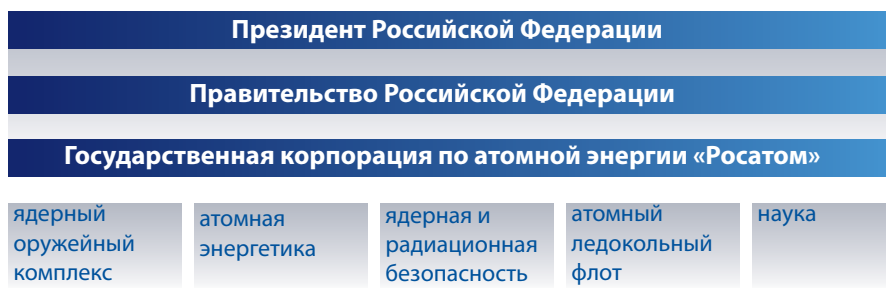 Президент Российской Федерации
Правительство Российской Федерации
Государственная корпорация по атомной энергии «Росатом»
ядерный
оружейный
комплекс
атомная
энергетика
ядерная и
радиационная
безопасность
атомный
ледокольный
флот
наука